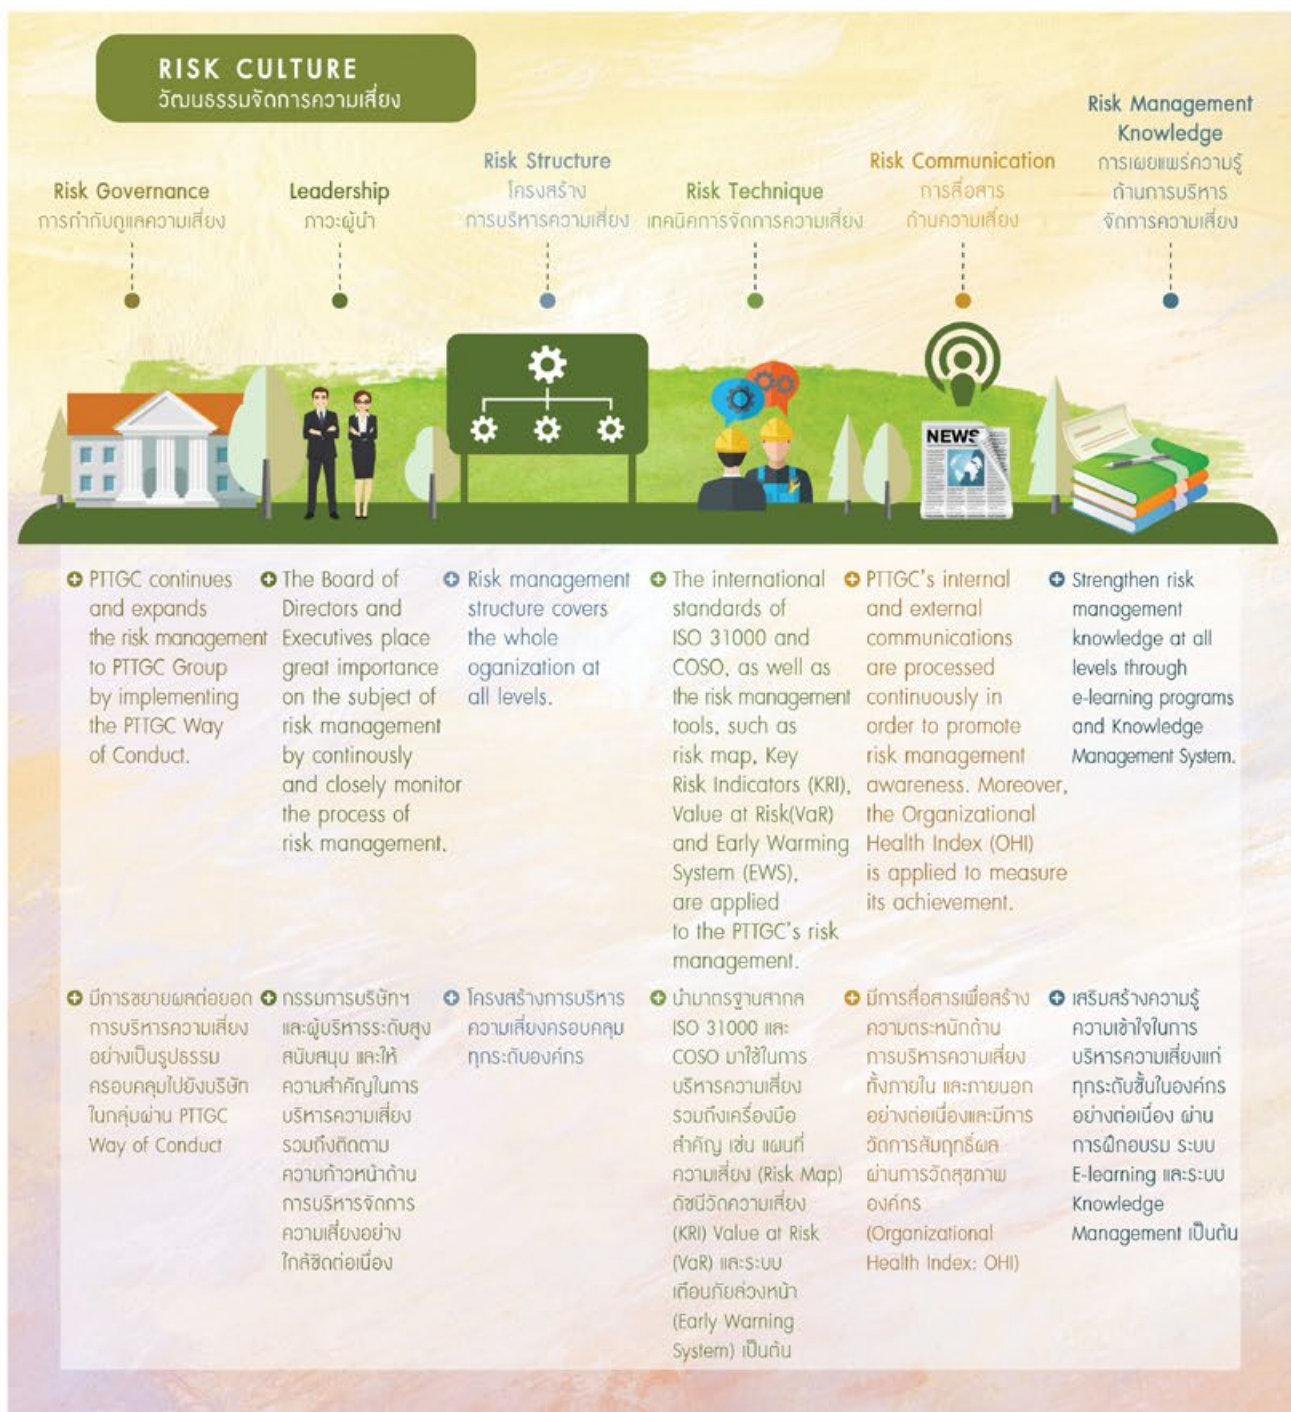 RISK CULTURE
วัฒนธรรมจัดการความเสี่ยง
Risk Governance
การกำกับดูแลความเสี่ยง
Leadership
ภาวะผู้นำ
Risk Structure
โครงสร้าง
การบริหารความเสี่ยง
Risk Technique
เทคนิคการจัดการความเสี่ยง
Risk Communication
การสื่อสาร
ด้านความเสี่ยง
Risk Management
Knowledge
การเผยแพร่ความรู้
ด้านการบริหาร
จัดการความเสี่ยง
NEWS
PTTGC continues
and expands
the risk management
to PTTGC Group
by implementing
the PTTGC Way
of Conduct.
The Board of
Directors and
Executives place
great importance
on the subject of
risk management
by continously
and closely monitor
the process of
risk management.
Risk management
structure covers
the whole
oganization at
all levels.
The international
standards of
ISO 31000 and
COSO, as well as
the risk management
tools, such as
risk map, Key
Risk Indicators (KRI),
Value at Risk(VaR)
and Early Warming
System (EWS),
are applied
to the PTTGC's risk
management.
PTTGC's internal
and external
communications
are processed
continuously in
order to promote
risk management
awareness. Moreover,
the Organizational
Health Index (OHI)
is applied to measure
its achievement.
Strengthen risk
management
knowledge at all
levels through
e-learning programs
and Knowledge
Management System.
มีการขยายผลต่อยอด
การบริหารความเสี่ยง
อย่างเป็นรูปธรรม
ครอบคลุมไปยังบริษัท
ในกลุ่มผ่าน PTTGC
Way of Conduct
กรรมการบริษัทฯ
และผู้บริหารระดับสูง
สนับสนุน และให้
ความสำคัญในการ
บริหารความเสี่ยง
รวมถึงติดตาม
ความก้าวหน้าด้าน
การบริหารจัดการ
ความเสี่ยงอย่าง
ใกล้ชิดต่อเนื่อง
โครงสร้างการบริหาร
ความเสี่ยงครอบคลุม
ทุกระดับองค์กร
นำมาตรฐานสากล
ISO 31000 และ
COSO มาใช้ในการ
บริหารความเสี่ยง
รวมถึงเครื่องมือ
สำคัญ เช่น แผนที่
ความเสี่ยง (Risk Map)
ดัชนีวัดความเสี่ยง
(KRI) Value at Risk
(VaR) และระบบ
เตือนภัยล่วงหน้า
(Early Warning
System) เป็นต้น
มีการสื่อสารเพื่อสร้าง
ความตระหนักด้าน
การบริหารความเสี่ยง
ทั้งภายใน และภายนอก
อย่างต่อเนื่องและมีการ
วัดการสัมฤทธิ์ผล
ผ่านการวัดสุขภาพ
องค์กร
(Organizational
Health Index: OHI)
เสริมสร้างความรู้
ความเข้าใจในการ
บริหารความเสี่ยงแก่
ทุกระดับชั้นในองค์กร
อย่างต่อเนื่อง ผ่าน
การฝึกอบรม ระบบ
E-learning และระบบ
Knowledge
Management เป็นต้น